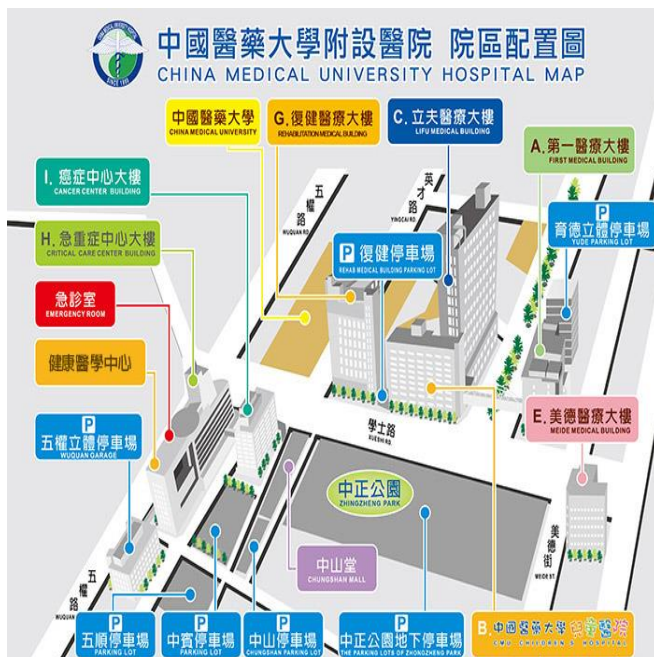 中國醫藥大學附設醫院 院區配置圖
CHINA MEDICAL UNIVERSITY HOSPITAL MAP
中國醫藥大學
CHINA MEDICAL UNIVERSITY
G.復健醫療大樓
REHABILITATION MEDICAL BUILDING
C.立夫醫療大樓
LIFU MEDICAL BUILDING
A.第一醫療大樓
FIRST MEDICAL BUILDING
I.癌症中心大樓
CANCER CENTER BUILDING
五權路
WUQUAN RD
英才路
YINGCAI RD
P
育德立體停車場
YUDE PARKING LOT
H.急重症中心大樓
CRITICAL CARE CENTER BUILDING
P 復健停車場
REHAB MEDICAL BUILDING PARKING LOT
急診室
EMERGENCY ROOM
健康醫學中心
P
五權立體停車場
WUQUAN GARAGE
學士路
XUESHI RD
E.美德醫療大樓
MEIDE MEDICAL BUILDING
中正公園
ZHINGZHENG PARK
中山堂
CHUNGSHAN MALL
美德街
MEIDE ST
五權路
WUQUAN
P
五順停車場
PARKING LOT
P
中賓停車場
PARKING LOT
P
中山停車場
CHUNGSHAN PARKING LOT
P
中正公園地下停車場
THE PARKING LOTS OF ZHONGZHENG PARK
B.中國醫藥大學 兒童醫院
CMU CHILDREN'S HOSPITAL